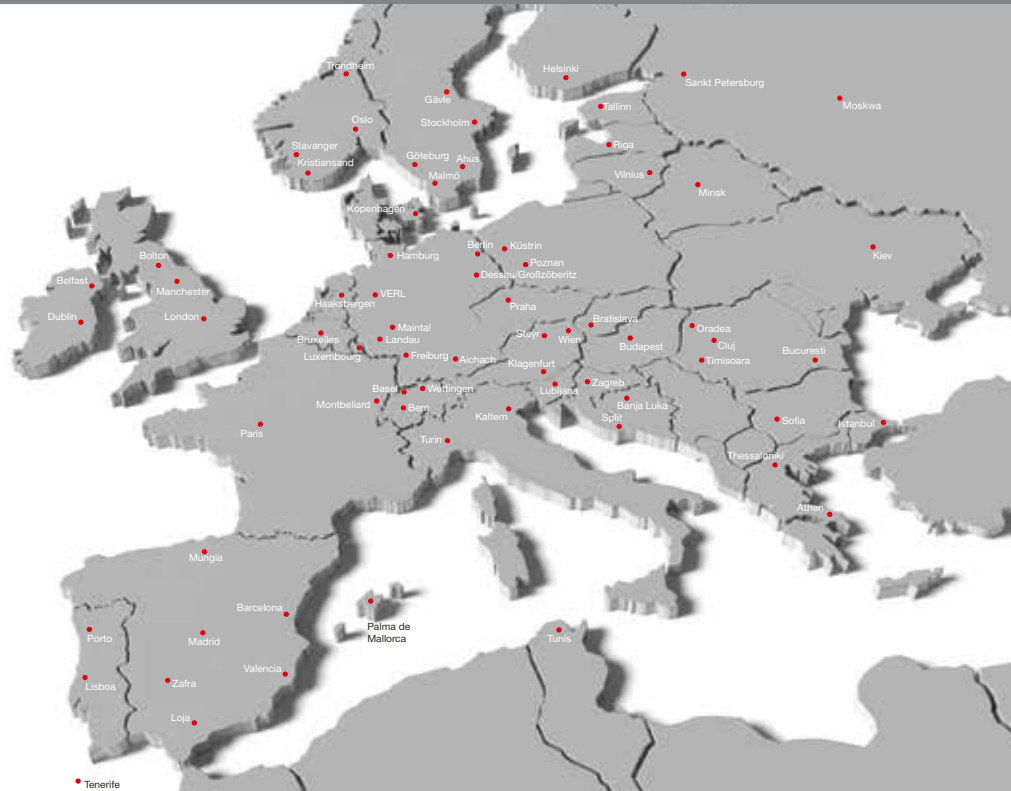 Trondheim
Helsinki
Sankt Petersburg
Gävle
Moskwa
Tallinn
Oslo
Stockholm
Stavanger
Riga
Göteburg
Ahus
Kristiansand
Vilnius
Malmö
Minsk
Kopenhagen
Berlin
Küstrin
Bolton
Hamburg
Kiev
Poznan
Belfast
Dessau/Großzöberitz
Manchester
VERL
Haaksbergen
Praha
Dublin
London
Bratislava
Maintal
Oradea
Steyr
Wien
Bruxelles
Landau
Budapest
Cluj
Luxembourg
Freiburg
Aichach
Bucuresti
Klagenfurt
Timisoara
Basel
Wettingen
Lubljana
Zagreb
Montbeliard
Bern
Banja Luka
Kaltern
Split
Sofia
Istanbul
Paris
Turin
Thessaloniki
Athen
Mungia
Barcelona
Palma de
Mallorca
Porto
Madrid
Tunis
Valencia
Lisboa
Zafra
Loja
Tenerife